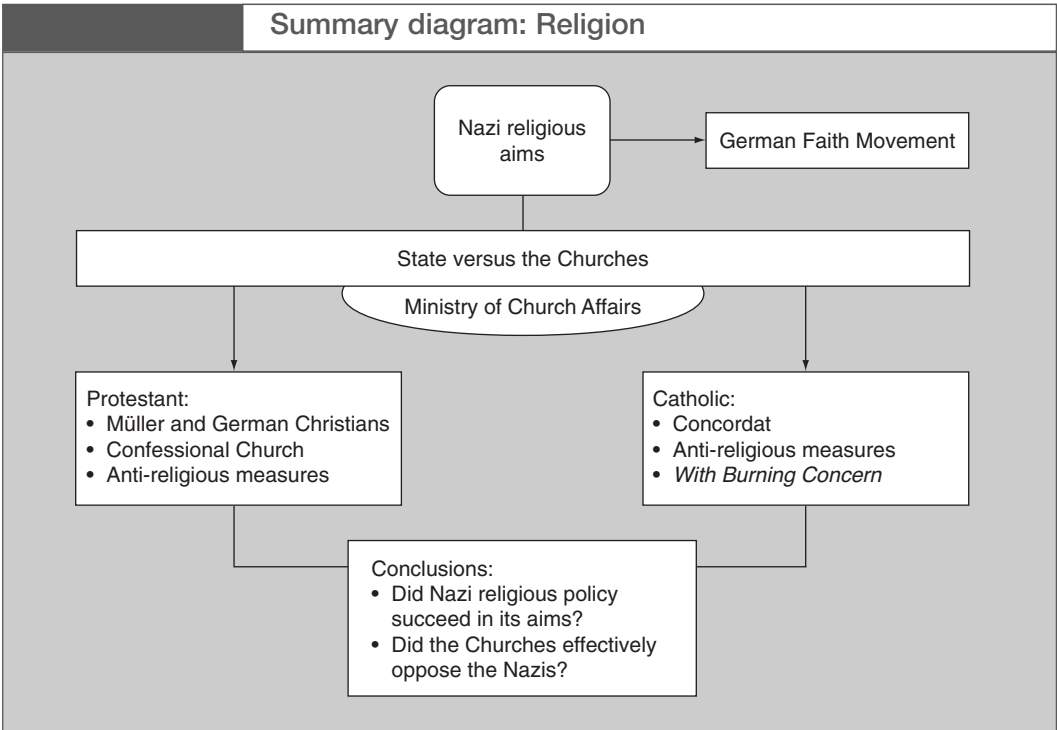 Summary diagram: Religion
Nazi religious
aims
German Faith Movement
State versus the Churches
Ministry of Church Affairs
Protestant:
• Müller and German Christians
• Confessional Church
• Anti-religious measures
Catholic:
• Concordat
• Anti-religious measures
• With Burning Concern
Conclusions:
• Did Nazi religious policy
succeed in its aims?
• Did the Churches effectively
oppose the Nazis?